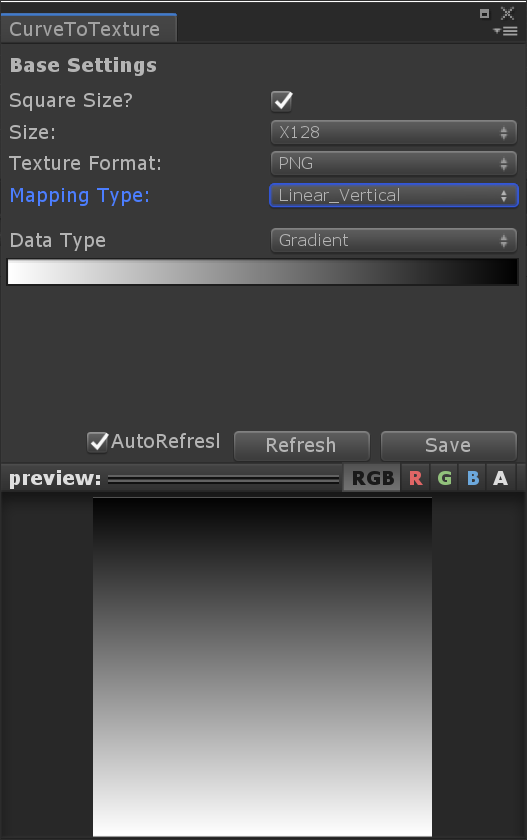 CurveToTexture
Base Settings
Square Size?
Size: X128
Texture Format: PNG
Mapping Type: Linear_Vertical
Data Type Gradient
AutoRefresl Refresh Save
preview: RGB R G B A